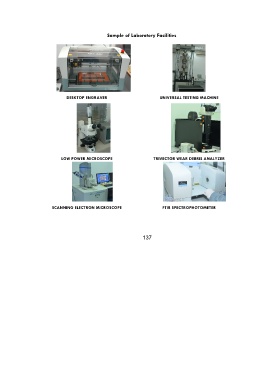 Sample of Laboratory Facilities
DESKTOP ENGRAVER
UNIVERSAL TESTING MACHINE
LOW POWER MICROSCOPE
TRIVECTOR WEAR DEBRIS ANALYZER
SCANNING ELECTRON MICROSCOPE
FTIR SPECTROPHOTOMETER
137